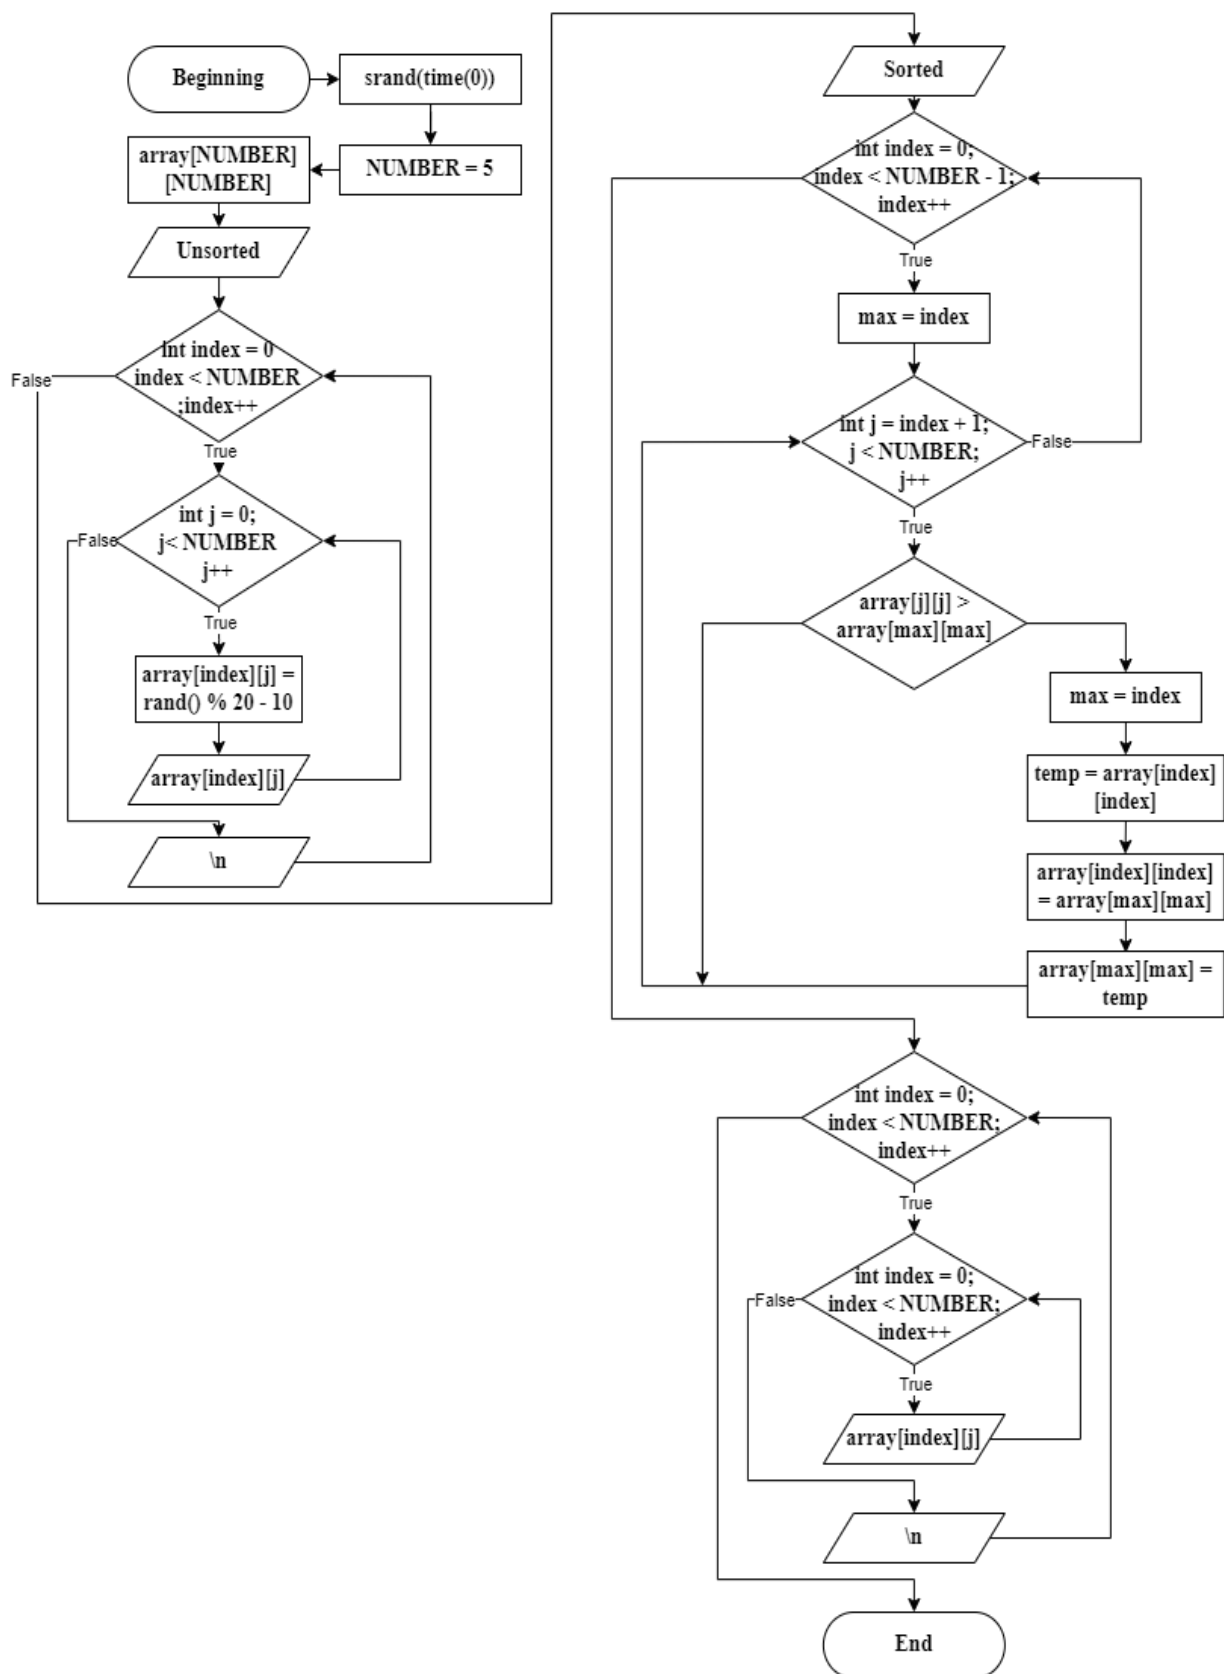 Beginning
srand(time(0))
NUMBER = 5
array[NUMBER]
[NUMBER]
Unsorted
int index = 0
index < NUMBER
;index++
False
True
int j = 0;
j< NUMBER
j++
False
True
array[index][j] =
rand() % 20 - 10
array[index][j]
\n
Sorted
int index = 0;
index < NUMBER - 1;
index++
True
max = index
int j = index + 1;
j < NUMBER;
j++
False
True
array[j][j] >
array[max][max]
max = index
temp = array[index]
[index]
array[index][index]
= array[max][max]
array[max][max] =
temp
int index = 0;
index < NUMBER;
index++
True
int index = 0;
index < NUMBER;
index++
False
True
array[index][j]
\n
End